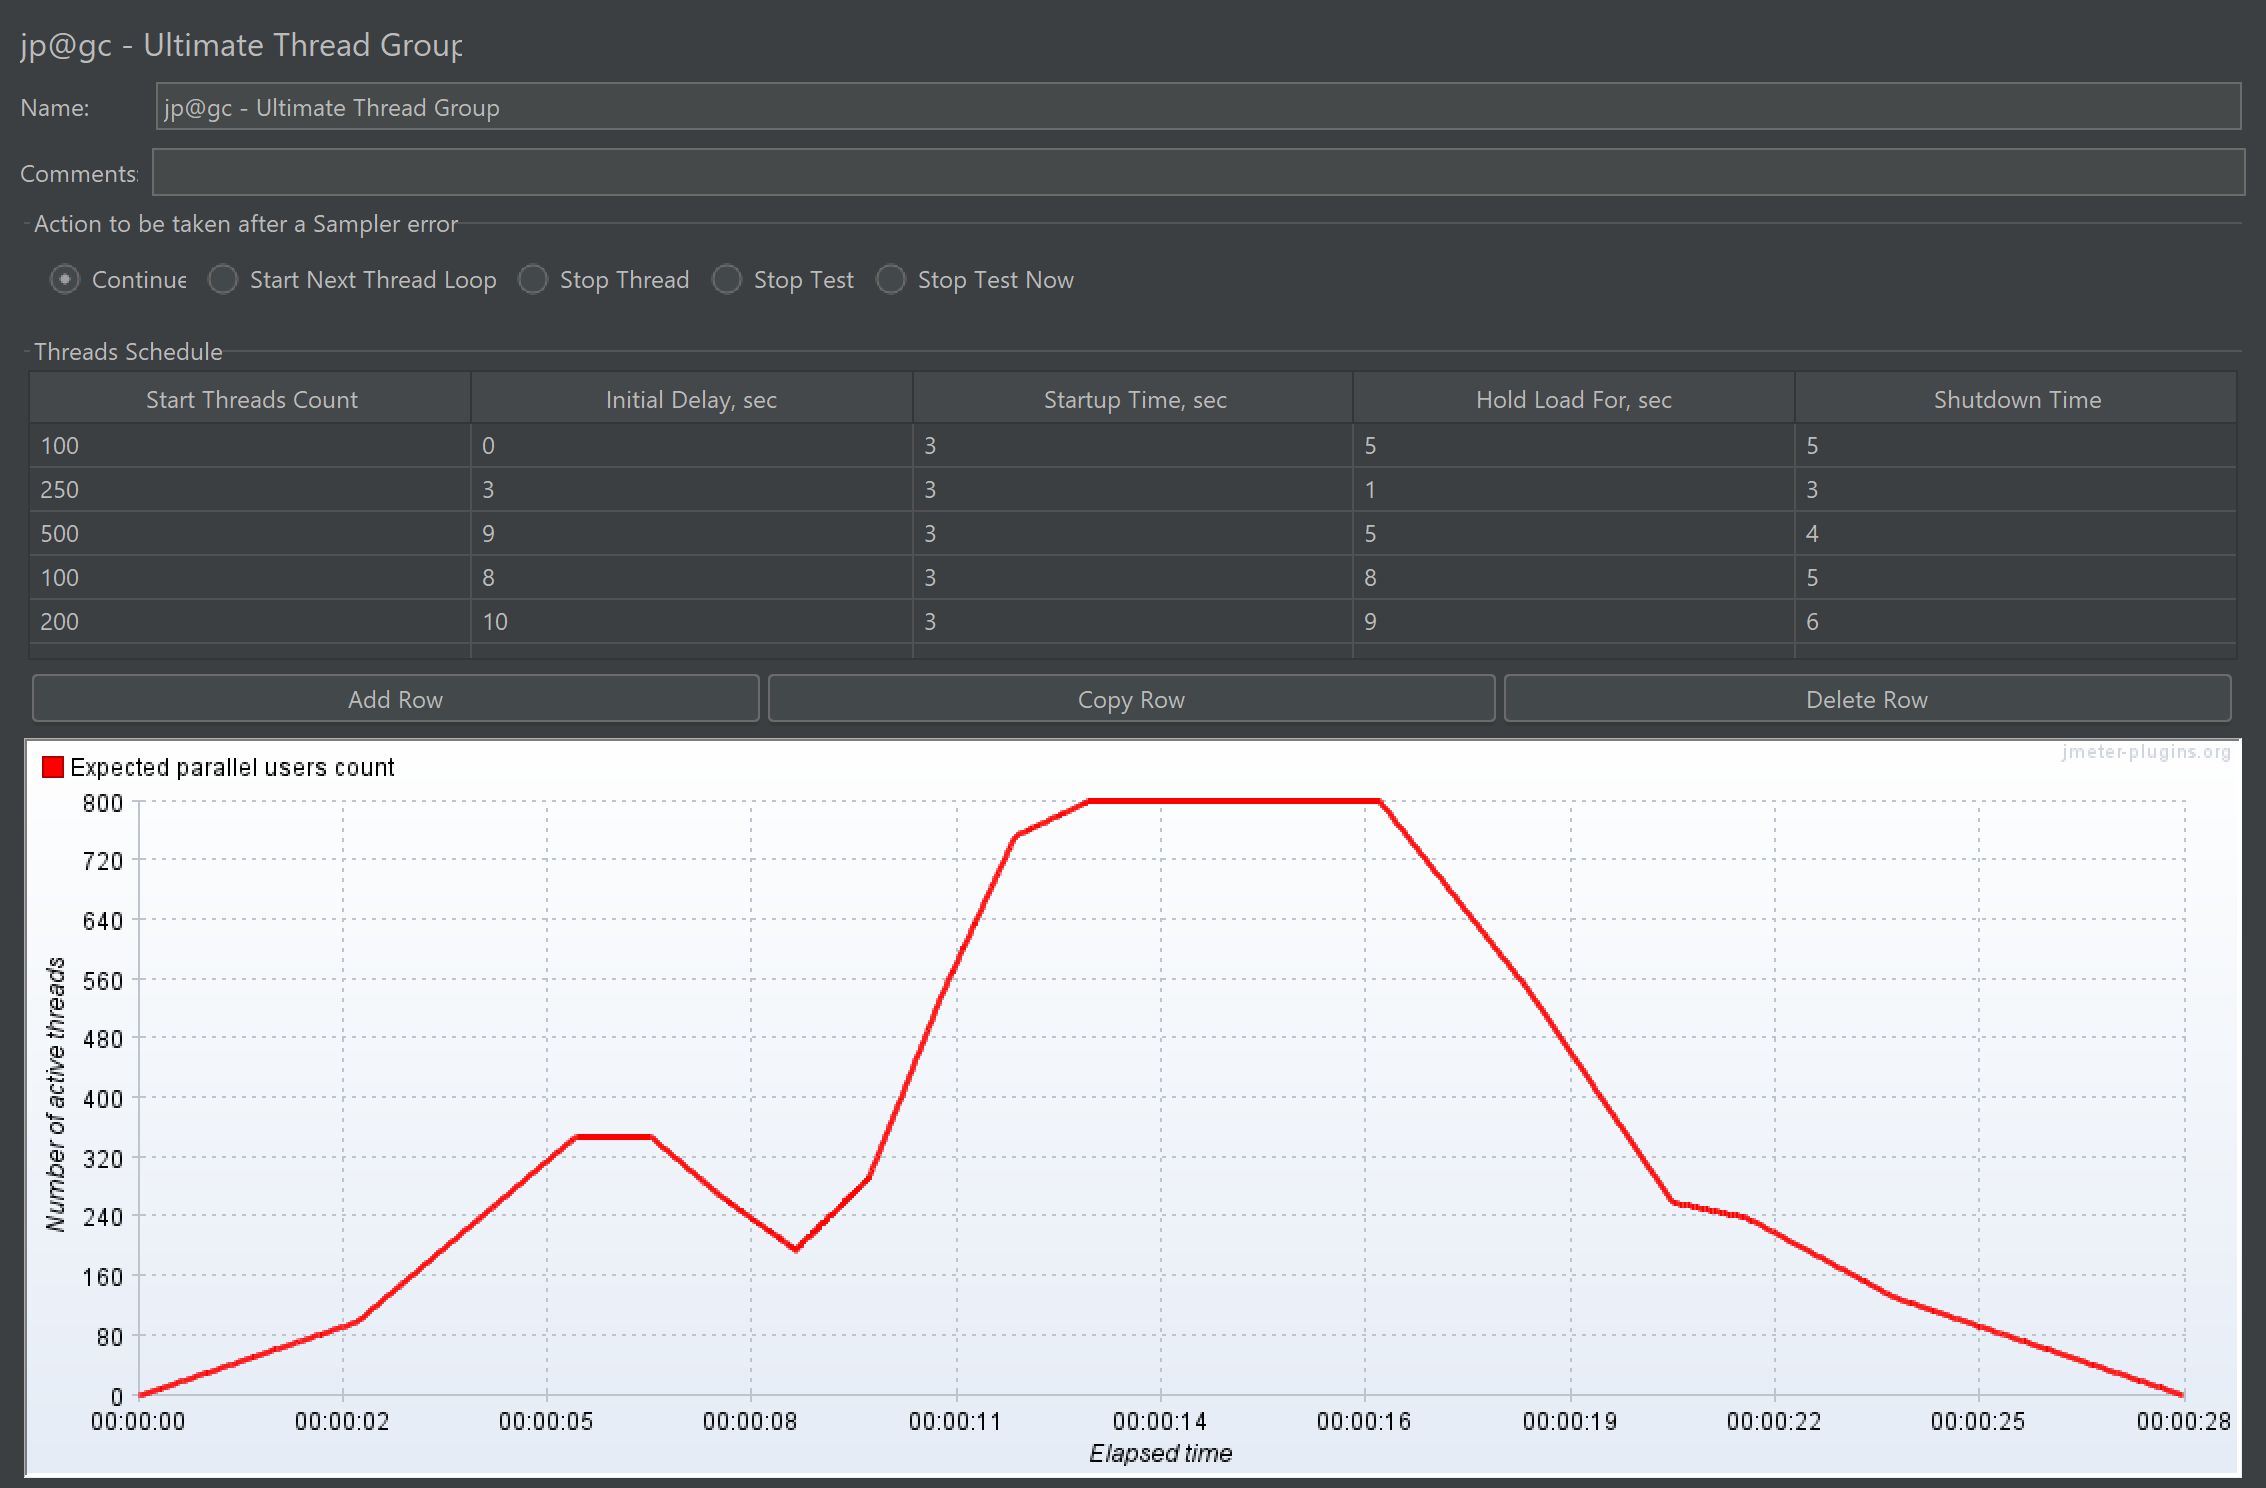 jp@gc - Ultimate Thread Group
Name: jp@gc - Ultimate Thread Group
Comments:
Action to be taken after a Sampler error
Continue Start Next Thread Loop Stop Thread Stop Test Stop Test Now
Threads Schedule
Start Threads Count Initial Delay, sec Startup Time, sec Hold Load For, sec Shutdown Time
100 0 3 5 5
250 3 3 1 3
500 9 3 5 4
100 8 3 8 5
200 10 3 9 6
Add Row Copy Row Delete Row
jmeter-plugins.org
Expected parallel users count
800
720
640
560
480
400
320
240
160
80
0
Number of active threads
00:00:00 00:00:02 00:00:05 00:00:08 00:00:11 00:00:14 00:00:16 00:00:19 00:00:22 00:00:25 00:00:28
Elapsed time